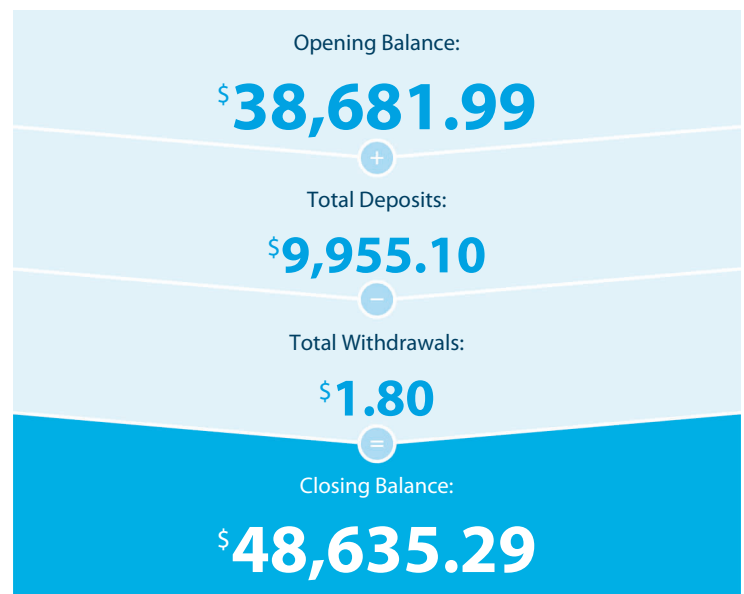 Opening Balance:
$38,681.99
+
Total Deposits:
$9,955.10
−
Total Withdrawals:
$1.80
=
Closing Balance:
$48,635.29